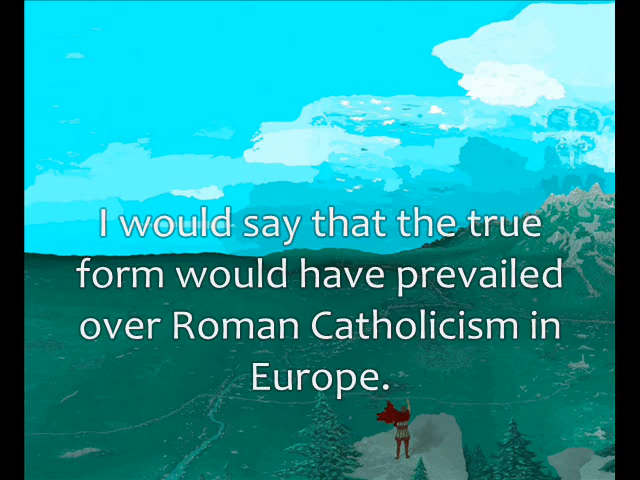 I would say that the true
form would have prevailed
over Roman Catholicism in
Europe.